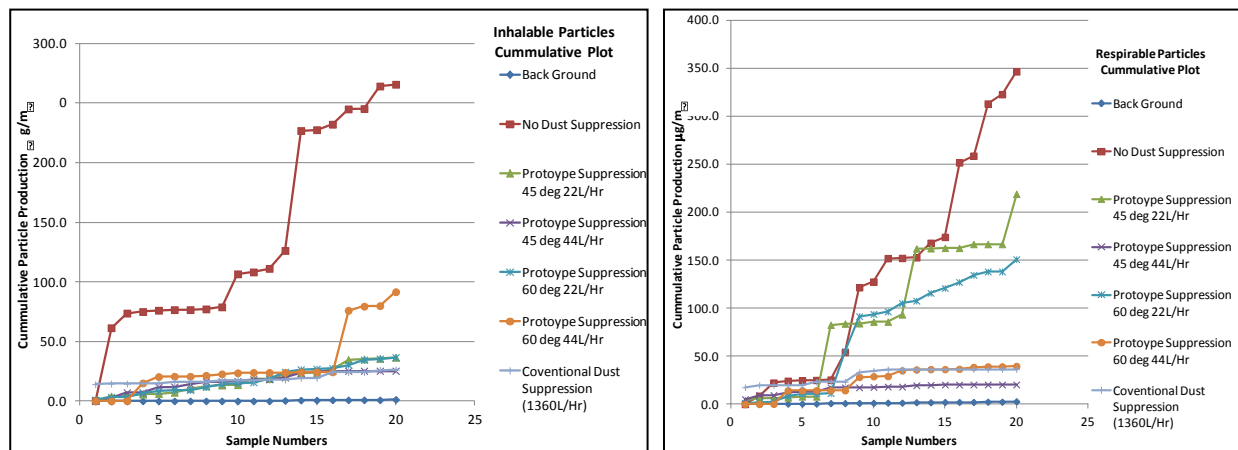 Inhalable Particles
Cummulative Plot
Back Ground
No Dust Suppression
Protoype Suppression
45 deg 22L/Hr
Protoype Suppression
45 deg 44L/Hr
Protoype Suppression
60 deg 22L/Hr
Protoype Suppression
60 deg 44L/Hr
Coventional Dust
Suppression
(1360L/Hr)
Cummulative Particle Production g/m
300.0
0
200.0
150.0
100.0
50.0
0.0
0
5
10
15
20
25
Sample Numbers
Respirable Particles
Cummulative Plot
Back Ground
No Dust Suppression
Protoype Suppression
45 deg 22L/Hr
Protoype Suppression
45 deg 44L/Hr
Protoype Suppression
60 deg 22L/Hr
Protoype Suppression
60 deg 44L/Hr
Coventional Dust
Suppression
(1360L/Hr)
Cummulative Particle Production µg/m
400.0
350.0
300.0
250.0
200.0
150.0
100.0
50.0
0.0
0
5
10
15
20
25
Sample Numbers